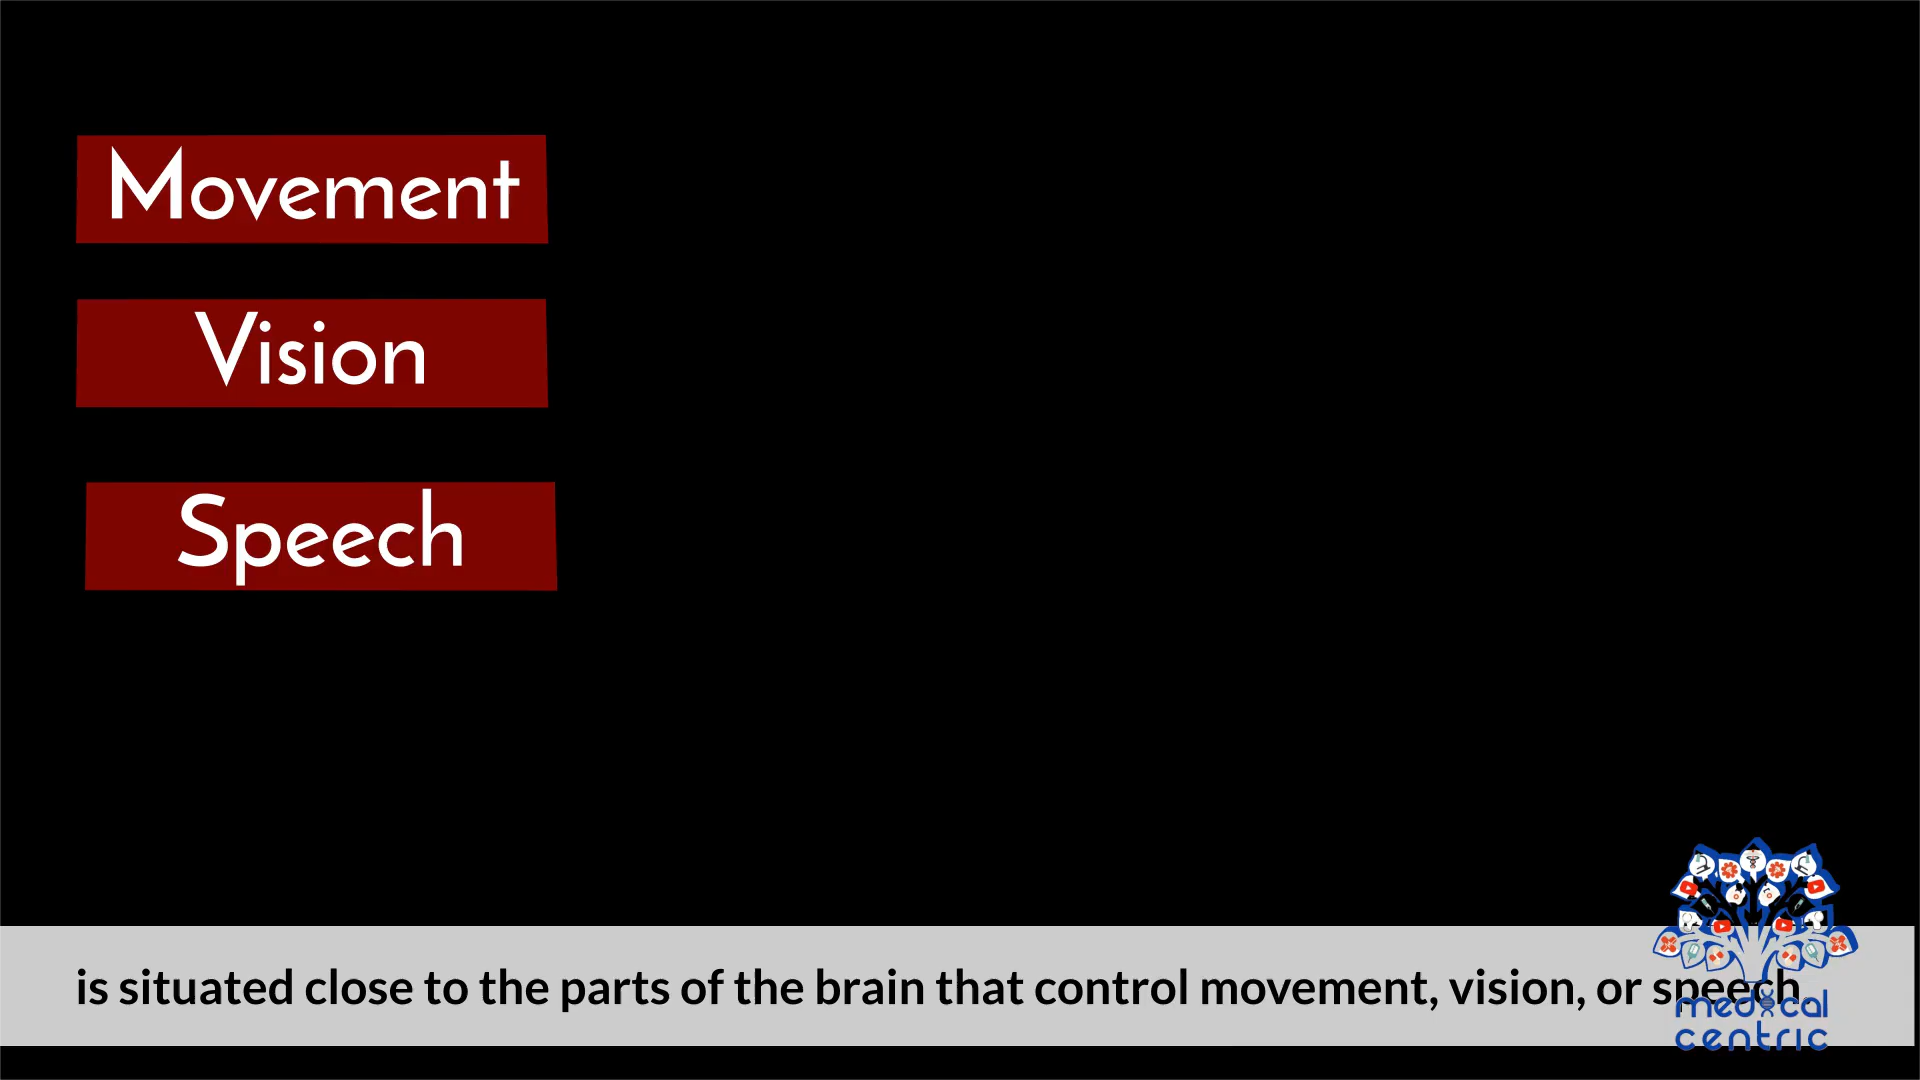 Movement
Vision
Speech
is situated close to the parts of the brain that control movement, vision, or speech.
medical
centric